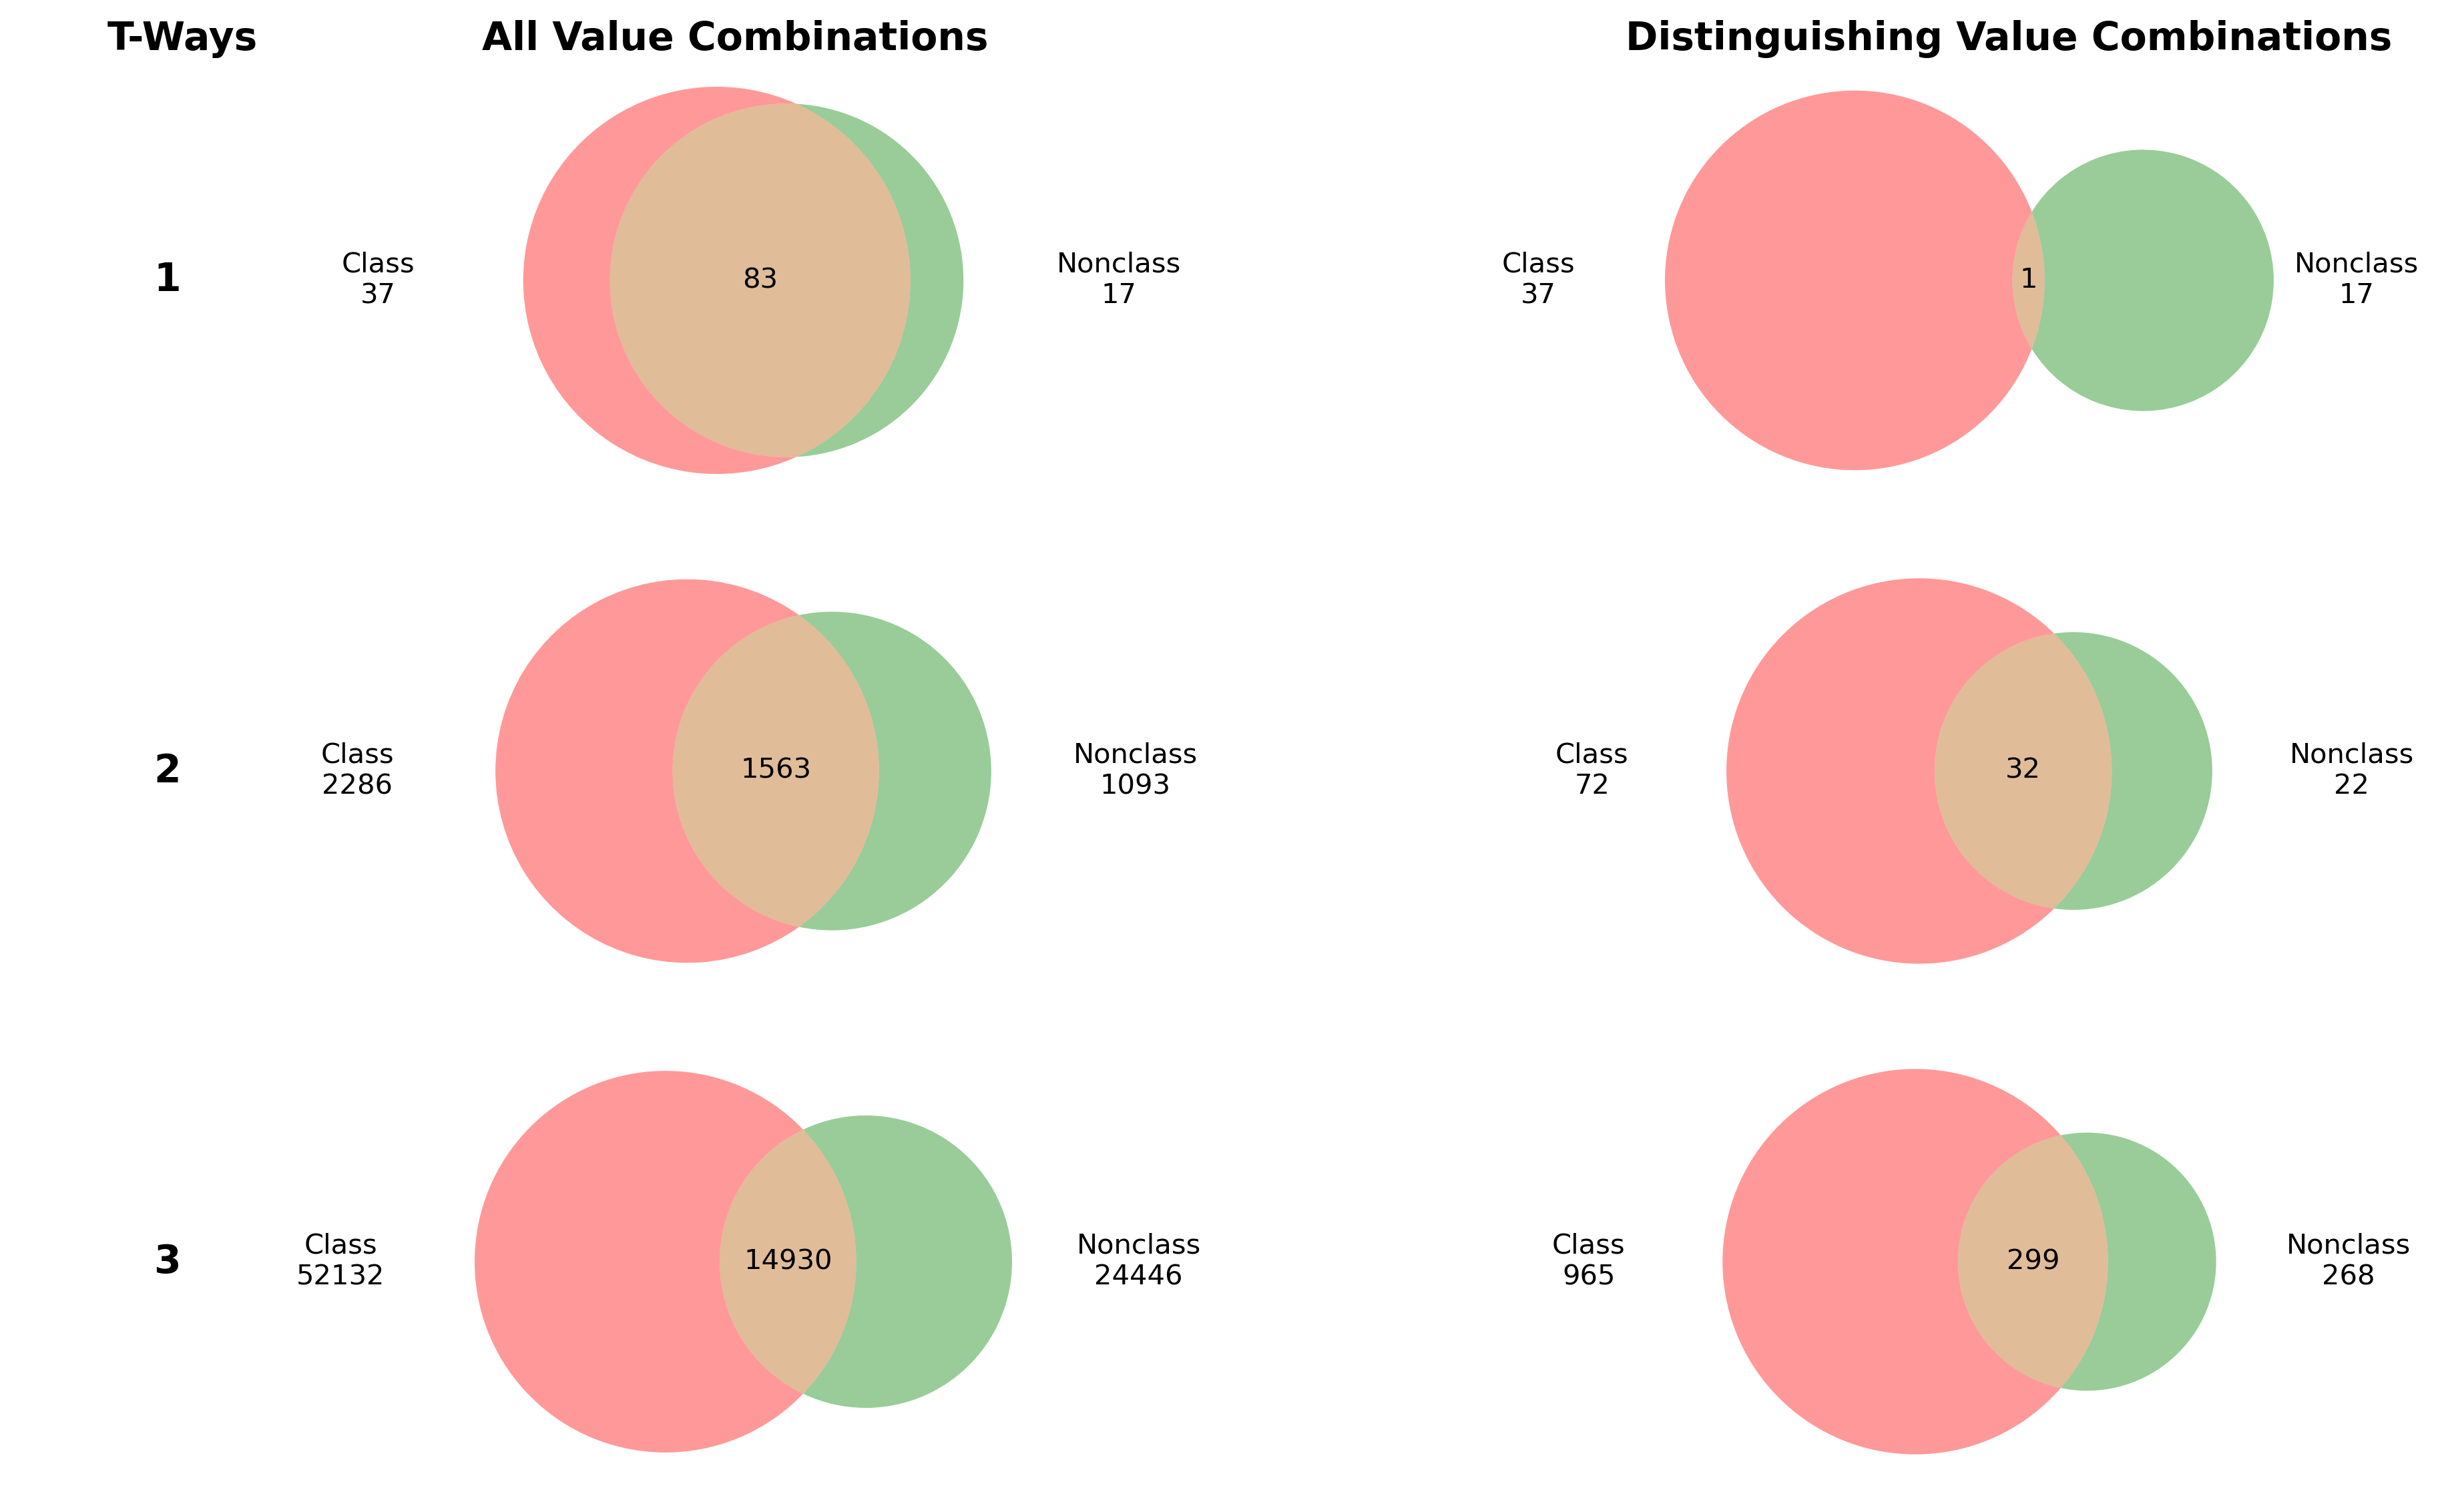 T-Ways
All Value Combinations
Distinguishing Value Combinations
1
Class
37
83
Nonclass
17
Class
37
1
Nonclass
17
2
Class
2286
1563
Nonclass
1093
Class
72
32
Nonclass
22
3
Class
52132
14930
Nonclass
24446
Class
965
299
Nonclass
268